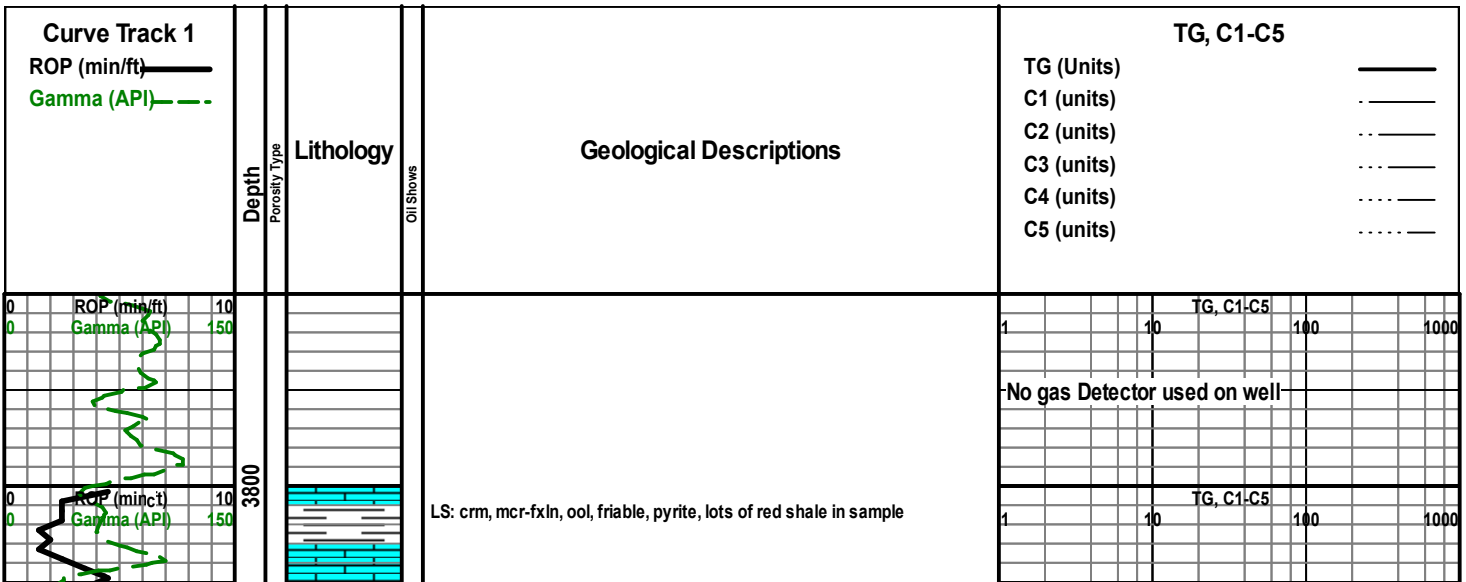 Curve Track 1
ROP (min/ft)
Gamma (API)
Depth
Porosity Type
Lithology
Oil Shows
Geological Descriptions
TG, C1-C5
TG (Units)
C1 (units)
C2 (units)
C3 (units)
C4 (units)
C5 (units)
0 ROP (min/ft) 10
0 Gamma (API) 150
TG, C1-C5
1 10 100 1000
No gas Detector used on well
3800
0 ROP 10
0 Gamma (API) 150
LS: crm, mcr-fxln, ool, friable, pyrite, lots of red shale in sample
TG, C1-C5
1 10 100 1000